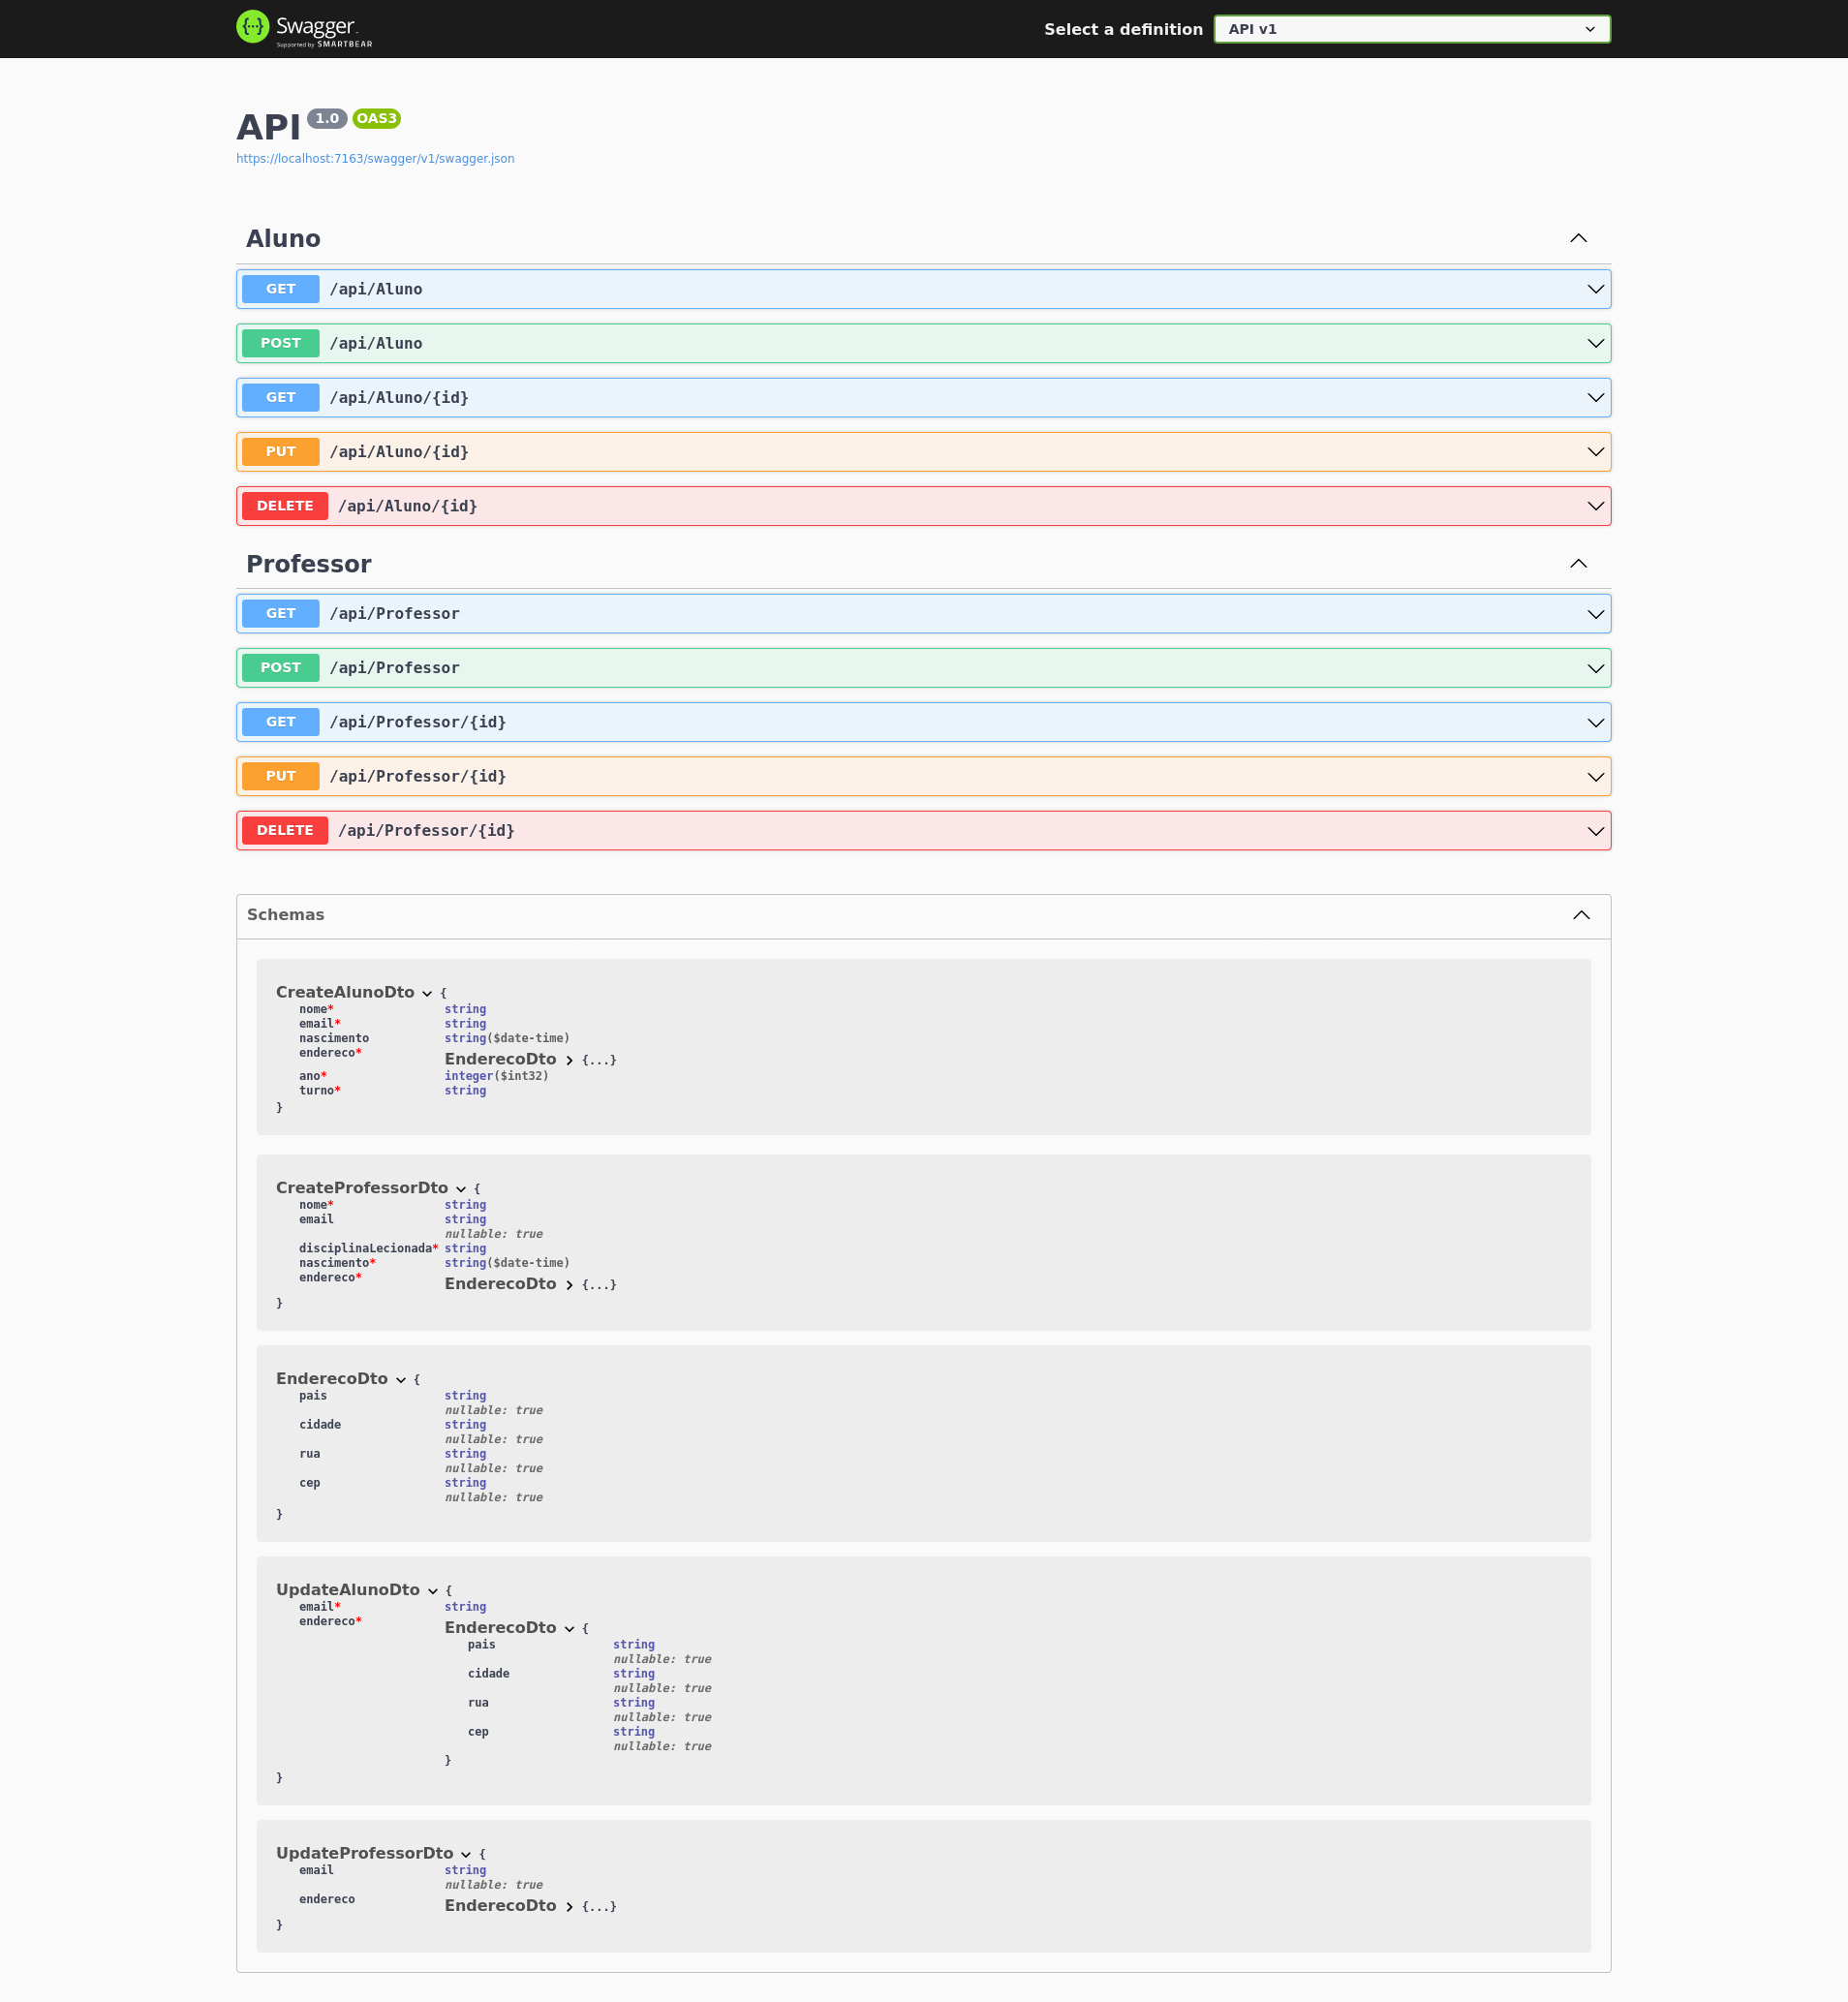 Swagger.
Supported by SMARTBEAR
Select a definition
API v1
API 1.0 OAS3
https://localhost:7163/swagger/v1/swagger.json
Aluno
GET /api/Aluno
POST /api/Aluno
GET /api/Aluno/{id}
PUT /api/Aluno/{id}
DELETE /api/Aluno/{id}
Professor
GET /api/Professor
POST /api/Professor
GET /api/Professor/{id}
PUT /api/Professor/{id}
DELETE /api/Professor/{id}
Schemas
CreateAlunoDto {
nome* string
email* string
nascimento string($date-time)
endereco* EnderecoDto {...}
ano* integer($int32)
turno* string
}
CreateProfessorDto {
nome* string
email string
nullable: true
disciplinaLecionada* string
nascimento* string($date-time)
endereco* EnderecoDto {...}
}
EnderecoDto {
pais string
nullable: true
cidade string
nullable: true
rua string
nullable: true
cep string
nullable: true
}
UpdateAlunoDto {
email* string
endereco* EnderecoDto {
pais string
nullable: true
cidade string
nullable: true
rua string
nullable: true
cep string
nullable: true
}
}
UpdateProfessorDto {
email string
nullable: true
endereco EnderecoDto {...}
}